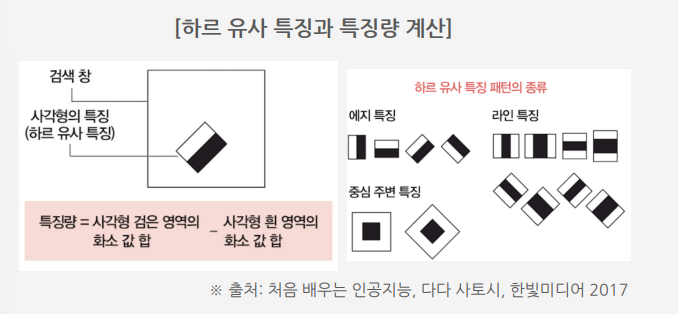 [하르 유사 특징과 특징량 계산]
검색 창
사각형의 특징
(하르 유사 특징)
특징량 = 사각형 검은 영역의 화소 값 합 – 사각형 흰 영역의 화소 값 합
하르 유사 특징 패턴의 종류
에지 특징
라인 특징
중심 주변 특징
※ 출처: 처음 배우는 인공지능, 다다 사토시, 한빛미디어 2017